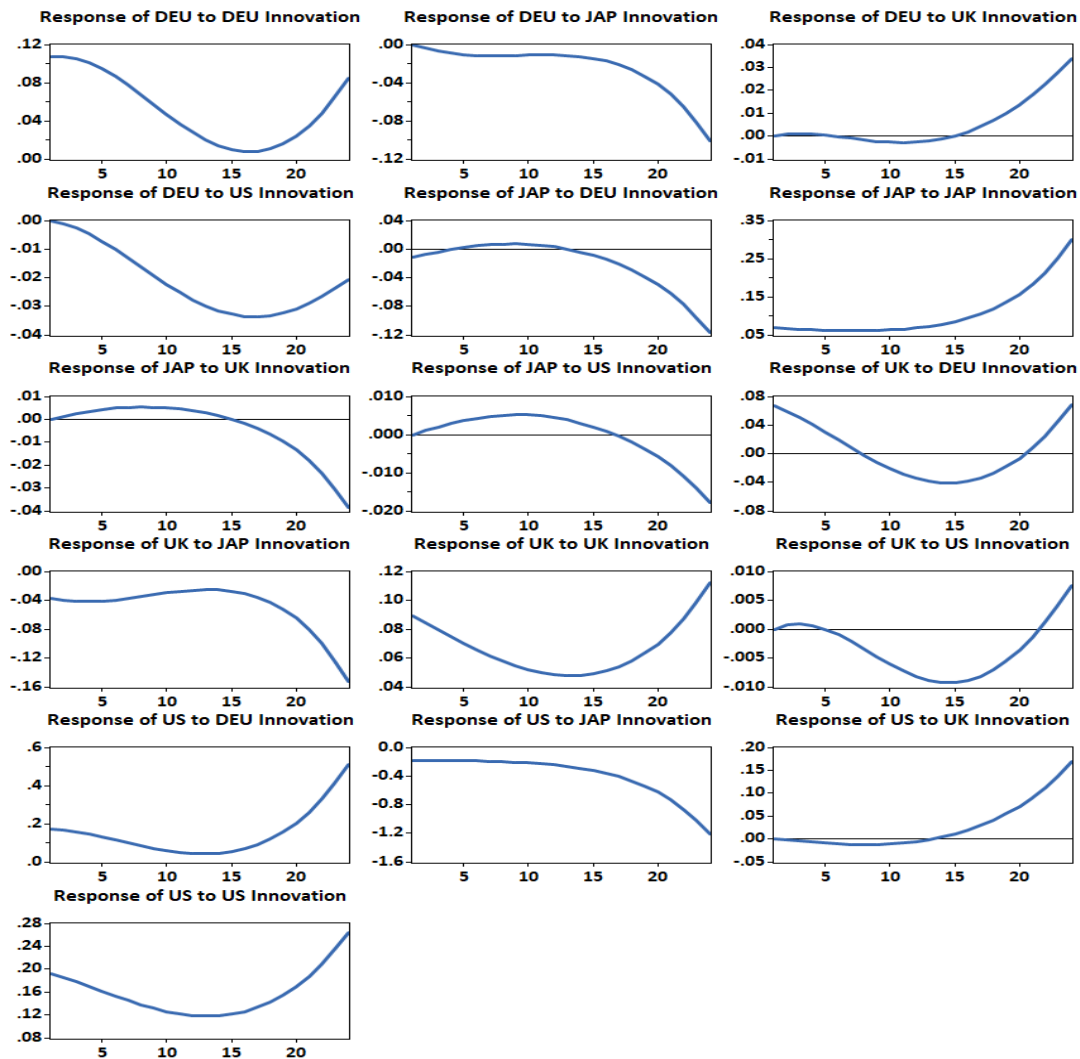 Response of DEU to DEU Innovation
.12
.08
.04
.00
5 10 15 20
Response of DEU to JAP Innovation
.00
-.04
-.08
-.12
5 10 15 20
Response of DEU to UK Innovation
.04
.03
.02
.01
.00
-.01
5 10 15 20
Response of DEU to US Innovation
.00
-.01
-.02
-.03
-.04
5 10 15 20
Response of JAP to DEU Innovation
.04
.00
-.04
-.08
-.12
5 10 15 20
Response of JAP to JAP Innovation
.35
.25
.15
.05
5 10 15 20
Response of JAP to UK Innovation
.01
.00
-.01
-.02
-.03
-.04
5 10 15 20
Response of JAP to US Innovation
.010
.000
-.010
-.020
5 10 15 20
Response of UK to DEU Innovation
.08
.04
.00
-.04
-.08
5 10 15 20
Response of UK to JAP Innovation
.00
-.04
-.08
-.12
-.16
5 10 15 20
Response of UK to UK Innovation
.12
.10
.08
.06
.04
5 10 15 20
Response of UK to US Innovation
.010
.005
.000
-.005
-.010
5 10 15 20
Response of US to DEU Innovation
.6
.4
.2
.0
5 10 15 20
Response of US to JAP Innovation
0.0
-0.4
-0.8
-1.2
-1.6
5 10 15 20
Response of US to UK Innovation
.20
.15
.10
.05
.00
-.05
5 10 15 20
Response of US to US Innovation
.28
.24
.20
.16
.12
.08
5 10 15 20